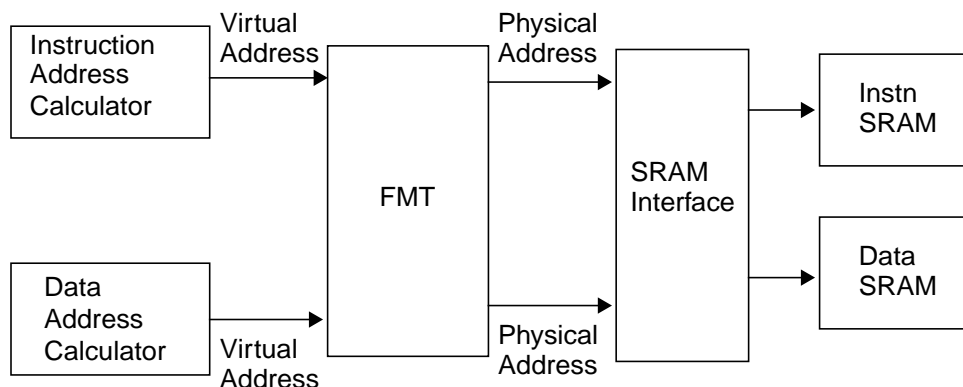 Instruction
Address
Calculator
Virtual
Address
FMT
Physical
Address
SRAM
Interface
Instn
SRAM
Data
Address
Calculator
Virtual
Address
Physical
Address
Data
SRAM